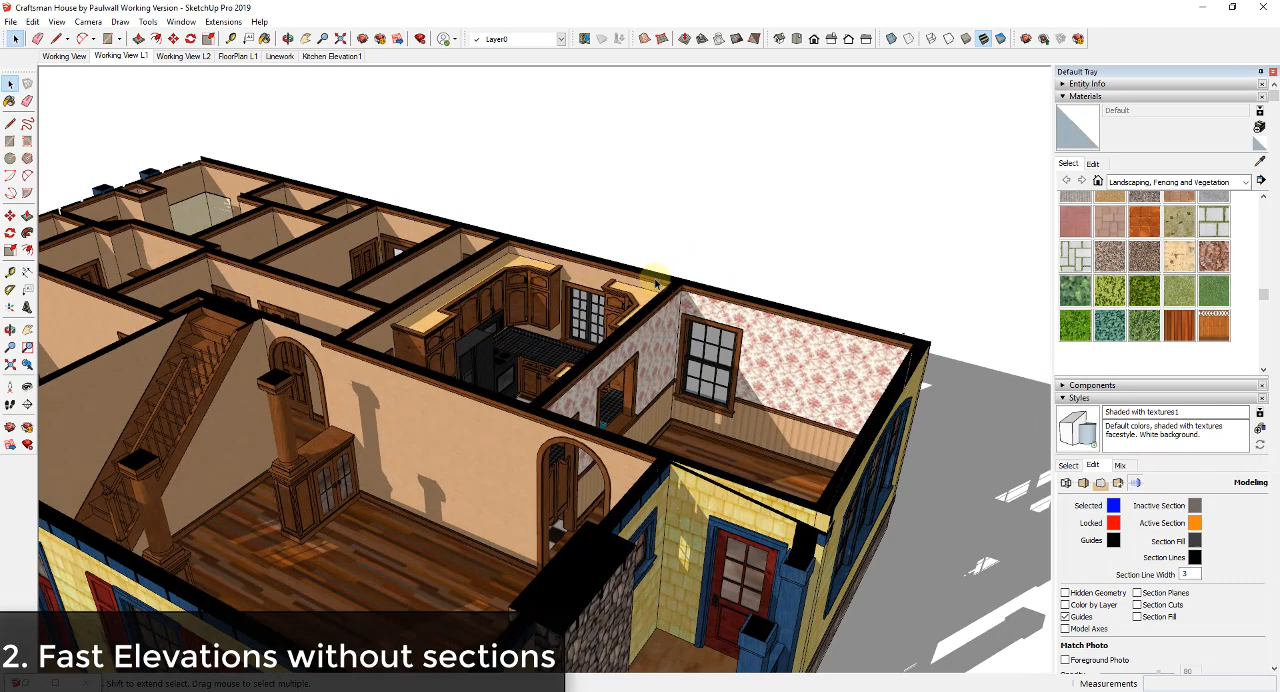 Craftsman House by Paulwall Working Version - SketchUp Pro 2019
File Edit View Camera Draw Tools Window Extensions Help
Layer0
Working View Working View L1 Working View L2 FloorPlan L1 Linework Kitchen Elevation1
Default Tray
Entity Info
Materials
Default
Select Edit
Landscaping, Fencing and Vegetation
Components
Styles
Shaded with textures1
Default colors, shaded with textures
facestyle. White background.
Select Edit Mix
Modeling
Selected Inactive Section
Locked Active Section
Guides Section Fill
Section Lines
Section Line Width 3
Hidden Geometry Section Planes
Color by Layer Section Cuts
Guides Section Fill
Model Axes
Match Photo
Foreground Photo
Opacity 80
2. Fast Elevations without sections
Shift to extend select. Drag mouse to select multiple.
Measurements